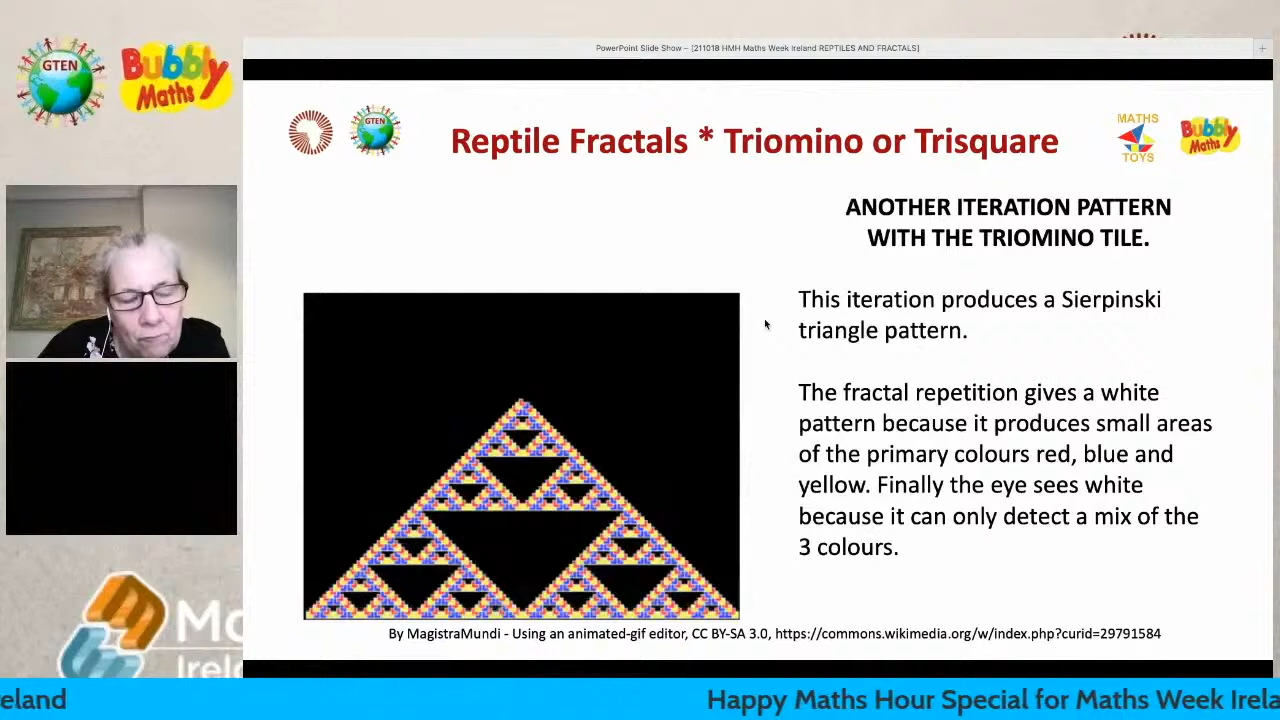 PowerPoint Slide Show – [211018 HMH Maths Week Ireland REPTILES AND FRACTALS]
GTEN
Bubbly
Maths
GTEN
Reptile Fractals * Triomino or Trisquare
MATHS
TOYS
Bubbly
Maths
ANOTHER ITERATION PATTERN
WITH THE TRIOMINO TILE.
This iteration produces a Sierpinski
triangle pattern.
The fractal repetition gives a white
pattern because it produces small areas
of the primary colours red, blue and
yellow. Finally the eye sees white
because it can only detect a mix of the
3 colours.
By MagistraMundi - Using an animated-gif editor, CC BY-SA 3.0, https://commons.wikimedia.org/w/index.php?curid=29791584
reland
Happy Maths Hour Special for Maths Week Irela